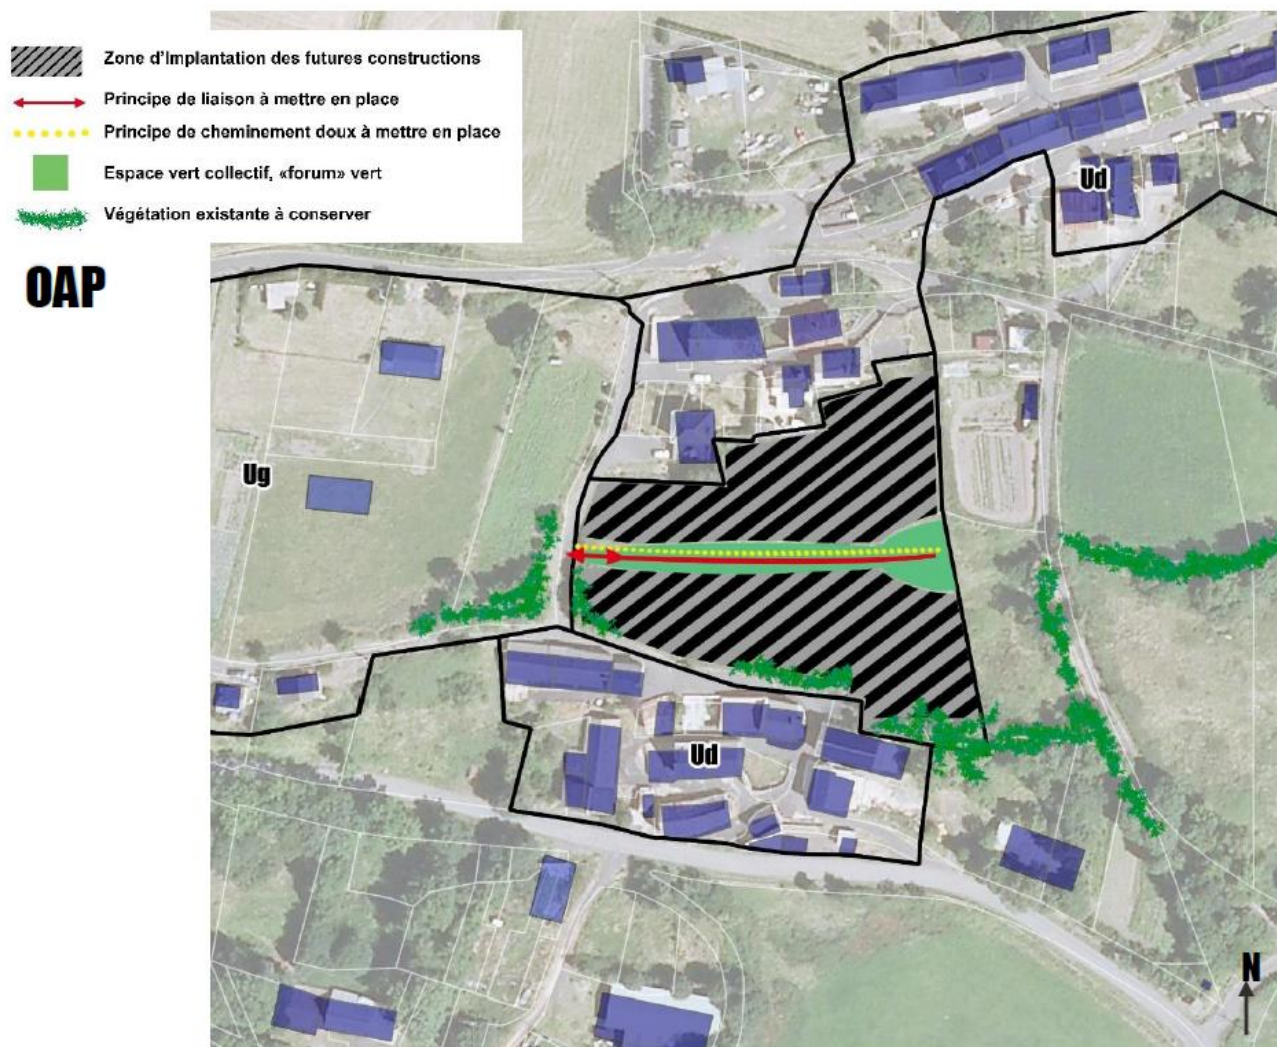 Zone d'Implantation des futures constructions
Principe de liaison à mettre en place
Principe de cheminement doux à mettre en place
Espace vert collectif, «forum» vert
Végétation existante à conserver
OAP
Ud
Ug
Ud
N